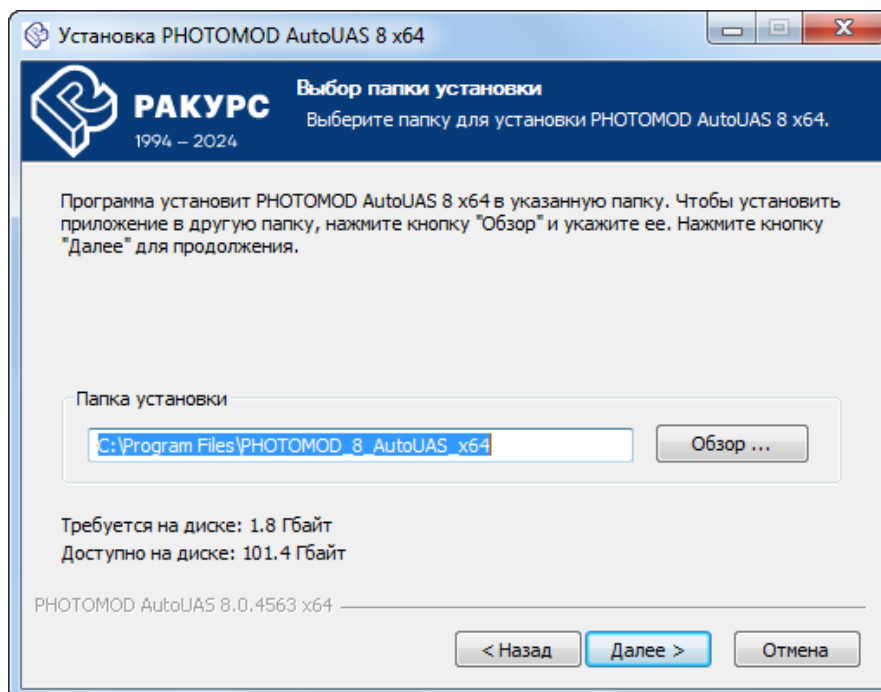 Установка PHOTOMOD AutoUAS 8 x64
РАКУРС
1994 – 2024
Выбор папки установки
Выберите папку для установки PHOTOMOD AutoUAS 8 x64.
Программа установит PHOTOMOD AutoUAS 8 x64 в указанную папку. Чтобы установить
приложение в другую папку, нажмите кнопку "Обзор" и укажите ее. Нажмите кнопку
"Далее" для продолжения.
Папка установки
C:\Program Files\PHOTOMOD_8_AutoUAS_x64
Обзор ...
Требуется на диске: 1.8 Гбайт
Доступно на диске: 101.4 Гбайт
PHOTOMOD AutoUAS 8.0.4563 x64
< Назад
Далее >
Отмена